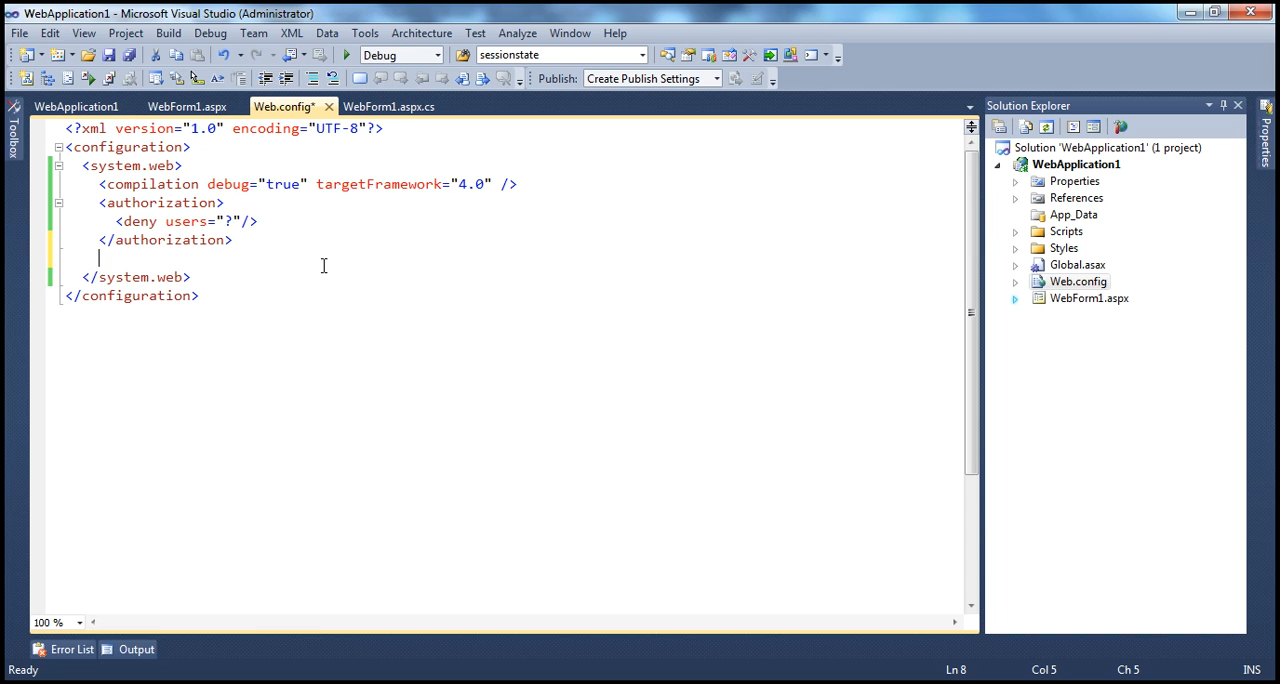 WebApplication1 - Microsoft Visual Studio (Administrator)
File Edit View Project Build Debug Team XML Data Tools Architecture Test Analyze Window Help
Debug sessionstate
Publish: Create Publish Settings
WebApplication1 WebForm1.aspx Web.config* WebForm1.aspx.cs
Toolbox
<?xml version="1.0" encoding="UTF-8"?>
<configuration>
<system.web>
<compilation debug="true" targetFramework="4.0" />
<authorization>
<deny users="?"/>
</authorization>
</system.web>
</configuration>
100 %
Solution Explorer
Solution 'WebApplication1' (1 project)
WebApplication1
Properties
References
App_Data
Scripts
Styles
Global.asax
Web.config
WebForm1.aspx
Properties
Error List Output
Ready Ln 8 Col 5 Ch 5 INS